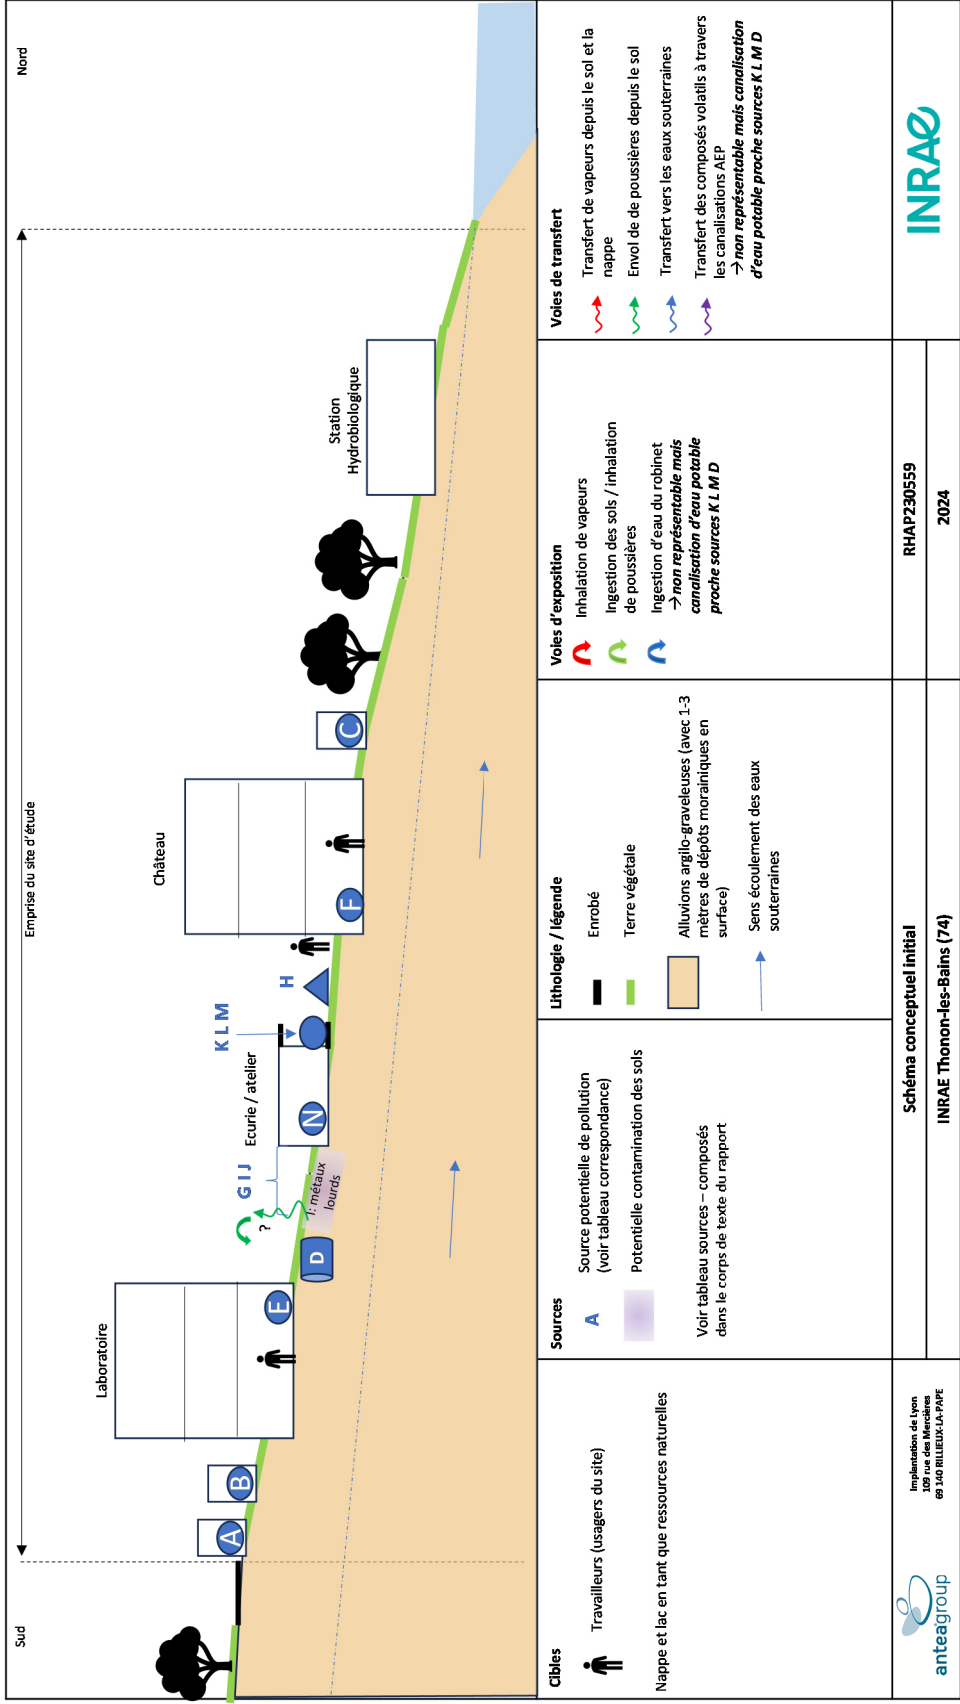 Sud
Nord
Emprise du site d'étude
Laboratoire
Château
Station
Hydrobiologique
Ecurie / atelier
G I J
K L M
H
A
B
E
D
?
1: métaux
lourds
N
F
C
Cibles
Travailleurs (usagers du site)
Nappe et lac en tant que ressources naturelles
Sources
A
Source potentielle de pollution
(voir tableau correspondance)
Potentielle contamination des sols
Voir tableau sources – composés
dans le corps de texte du rapport
Lithologie / légende
Enrobé
Terre végétale
Alluvions argilo-graveleuses (avec 1-3
mètres de dépôts morainiques en
surface)
Sens écoulement des eaux
souterraines
Voies d'exposition
Inhalation de vapeurs
Ingestion des sols / inhalation
de poussières
Ingestion d'eau du robinet
→ non représentable mais
canalisation d'eau potable
proche sources K L M D
Voies de transfert
Transfert de vapeurs depuis le sol et la
nappe
Envol de de poussières depuis le sol
Transfert vers les eaux souterraines
Transfert des composés volatils à travers
les canalisations AEP
→ non représentable mais canalisation
d'eau potable proche sources K L M D
anteagroup
Implantation de Lyon
109 rue des Mercières
69 140 RILLIEUX-LA-PAPE
Schéma conceptuel initial
INRAE Thonon-les-Bains (74)
RHAP230559
2024
INRAE